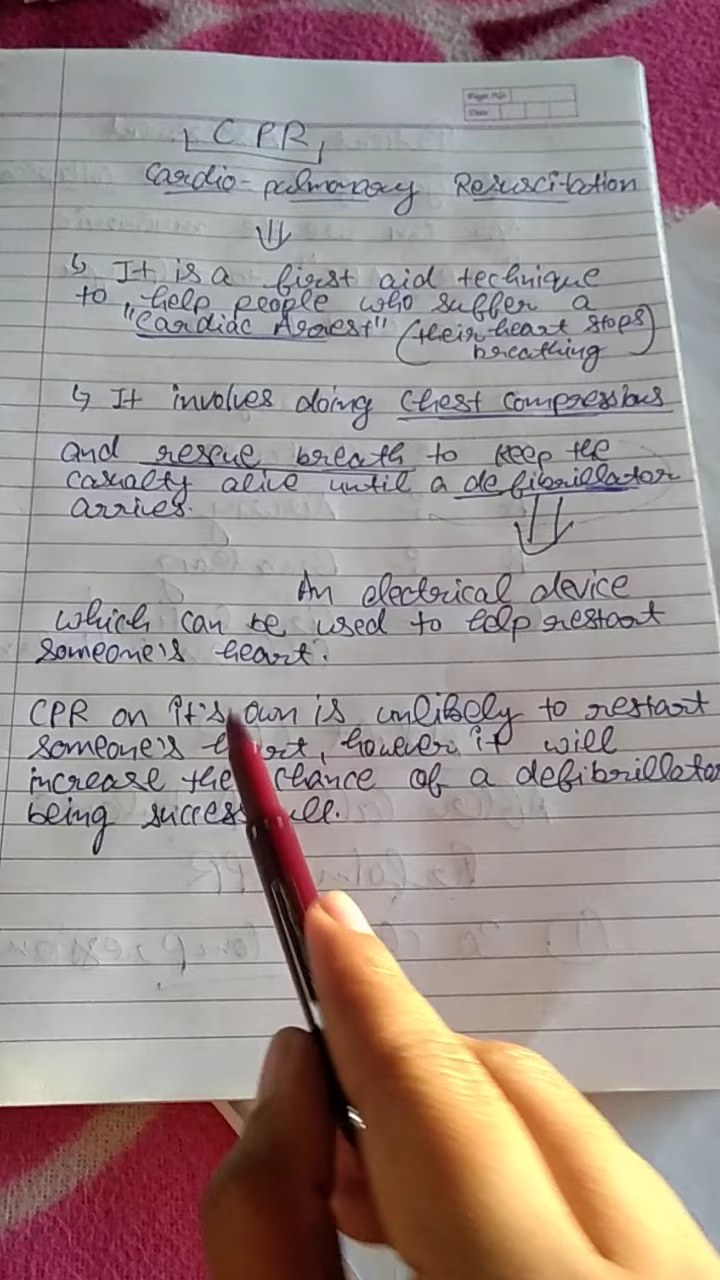 Page No.
Date
CPR
Cardio-pulmonary Resuscitation
↳ It is a first aid technique
to help people who suffer a
"Cardiac Arrest" (their heart stops
breathing)
↳ It involves doing chest compressions
and rescue breath to keep the
casualty alive until a defibrillator
arrives.
An electrical device
which can be used to help restart
someone's heart.
CPR on it's own is unlikely to restart
someone's however it will
increase the chance of a defibrillator
being